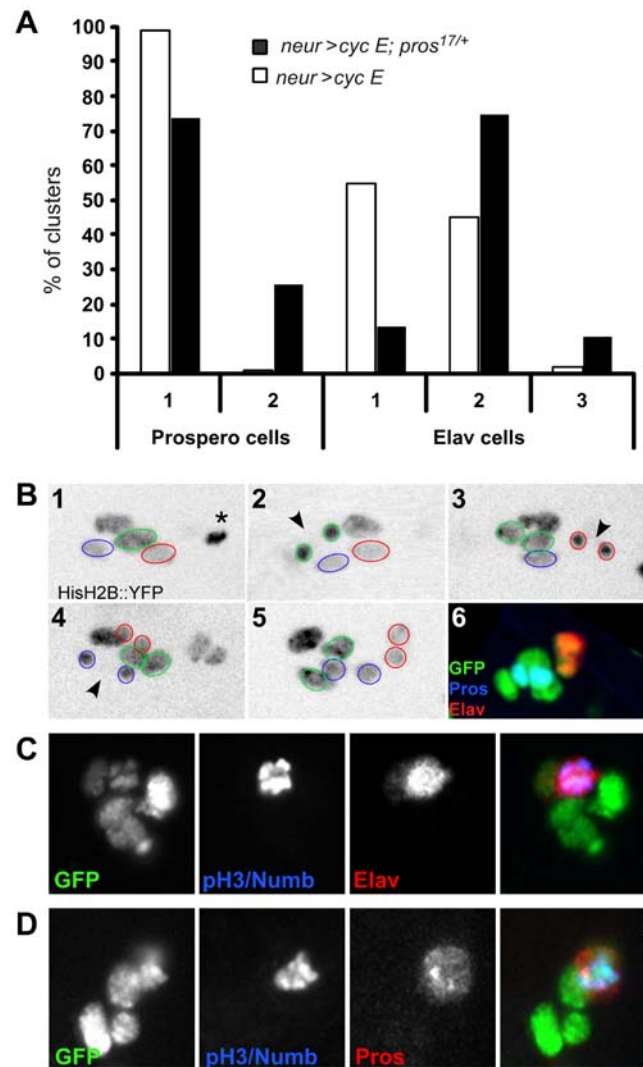 A
100
90
80
70
60
50
40
30
20
10
0
% of clusters
neur>cyc E; pros17/+
neur>cyc E
1 2 1 2 3
Prospero cells Elav cells
B
1 * 2 3
HisH2B::YFP
4 5 6
GFP
Pros
Elav
C
GFP pH3/Numb Elav
D
GFP pH3/Numb Pros